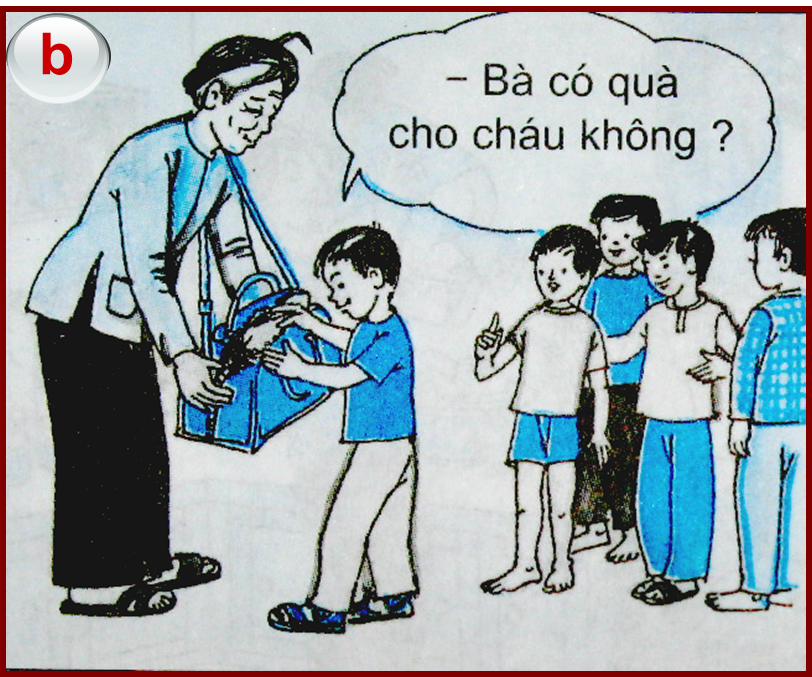 b
– Bà có quà
cho cháu không ?